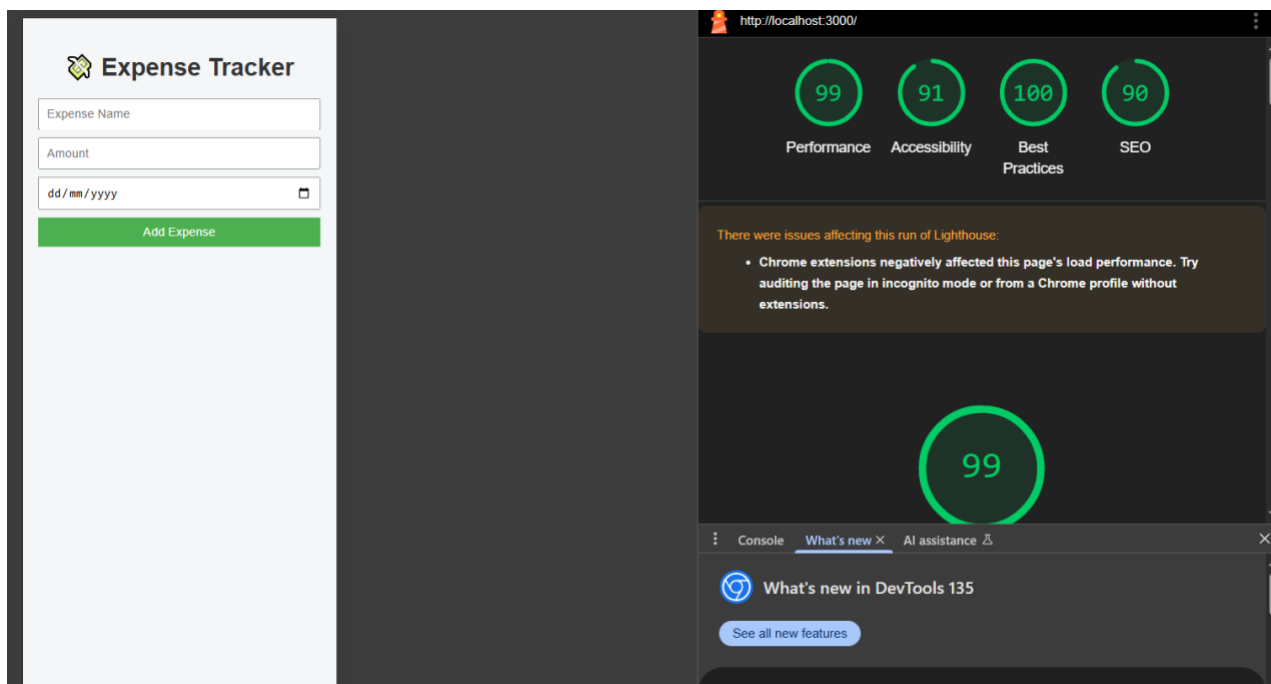 Expense Tracker
Expense Name
Amount
dd/mm/yyyy
Add Expense
http://localhost:3000/
99
91
100
90
Performance
Accessibility
Best
Practices
SEO
There were issues affecting this run of Lighthouse:
• Chrome extensions negatively affected this page's load performance. Try
auditing the page in incognito mode or from a Chrome profile without
extensions.
99
Console What's new × AI assistance
What's new in DevTools 135
See all new features